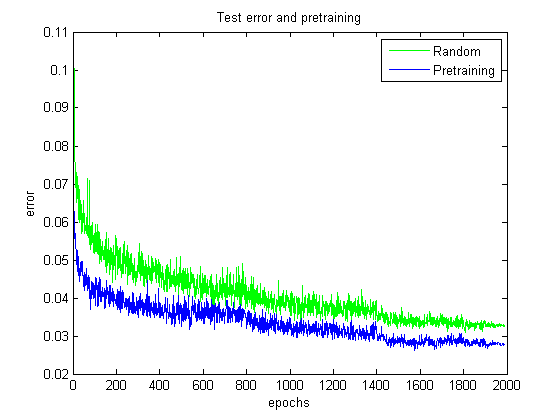 Test error and pretraining
0.11
0.1
0.09
0.08
0.07
0.06
0.05
0.04
0.03
0.02
error
Random
Pretraining
0 200 400 600 800 1000 1200 1400 1600 1800 2000
epochs